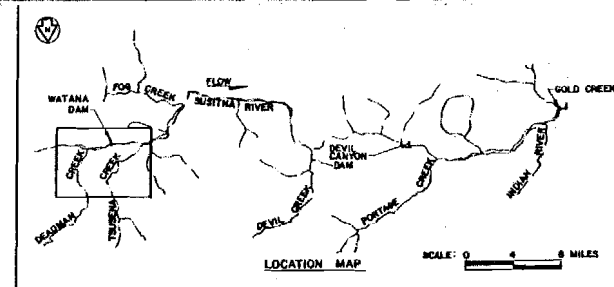 N
FOG CREEK
FLOW
SUSITNA RIVER
GOLD CREEK
WATANA
DAM
CREEK
CREEK
DEADMAN
TSUSENA
DEVIL
CANYON
DAM
DEVIL CREEK
PORTAGE CREEK
INDIAN RIVER
LOCATION MAP
SCALE: 0 4 8 MILES